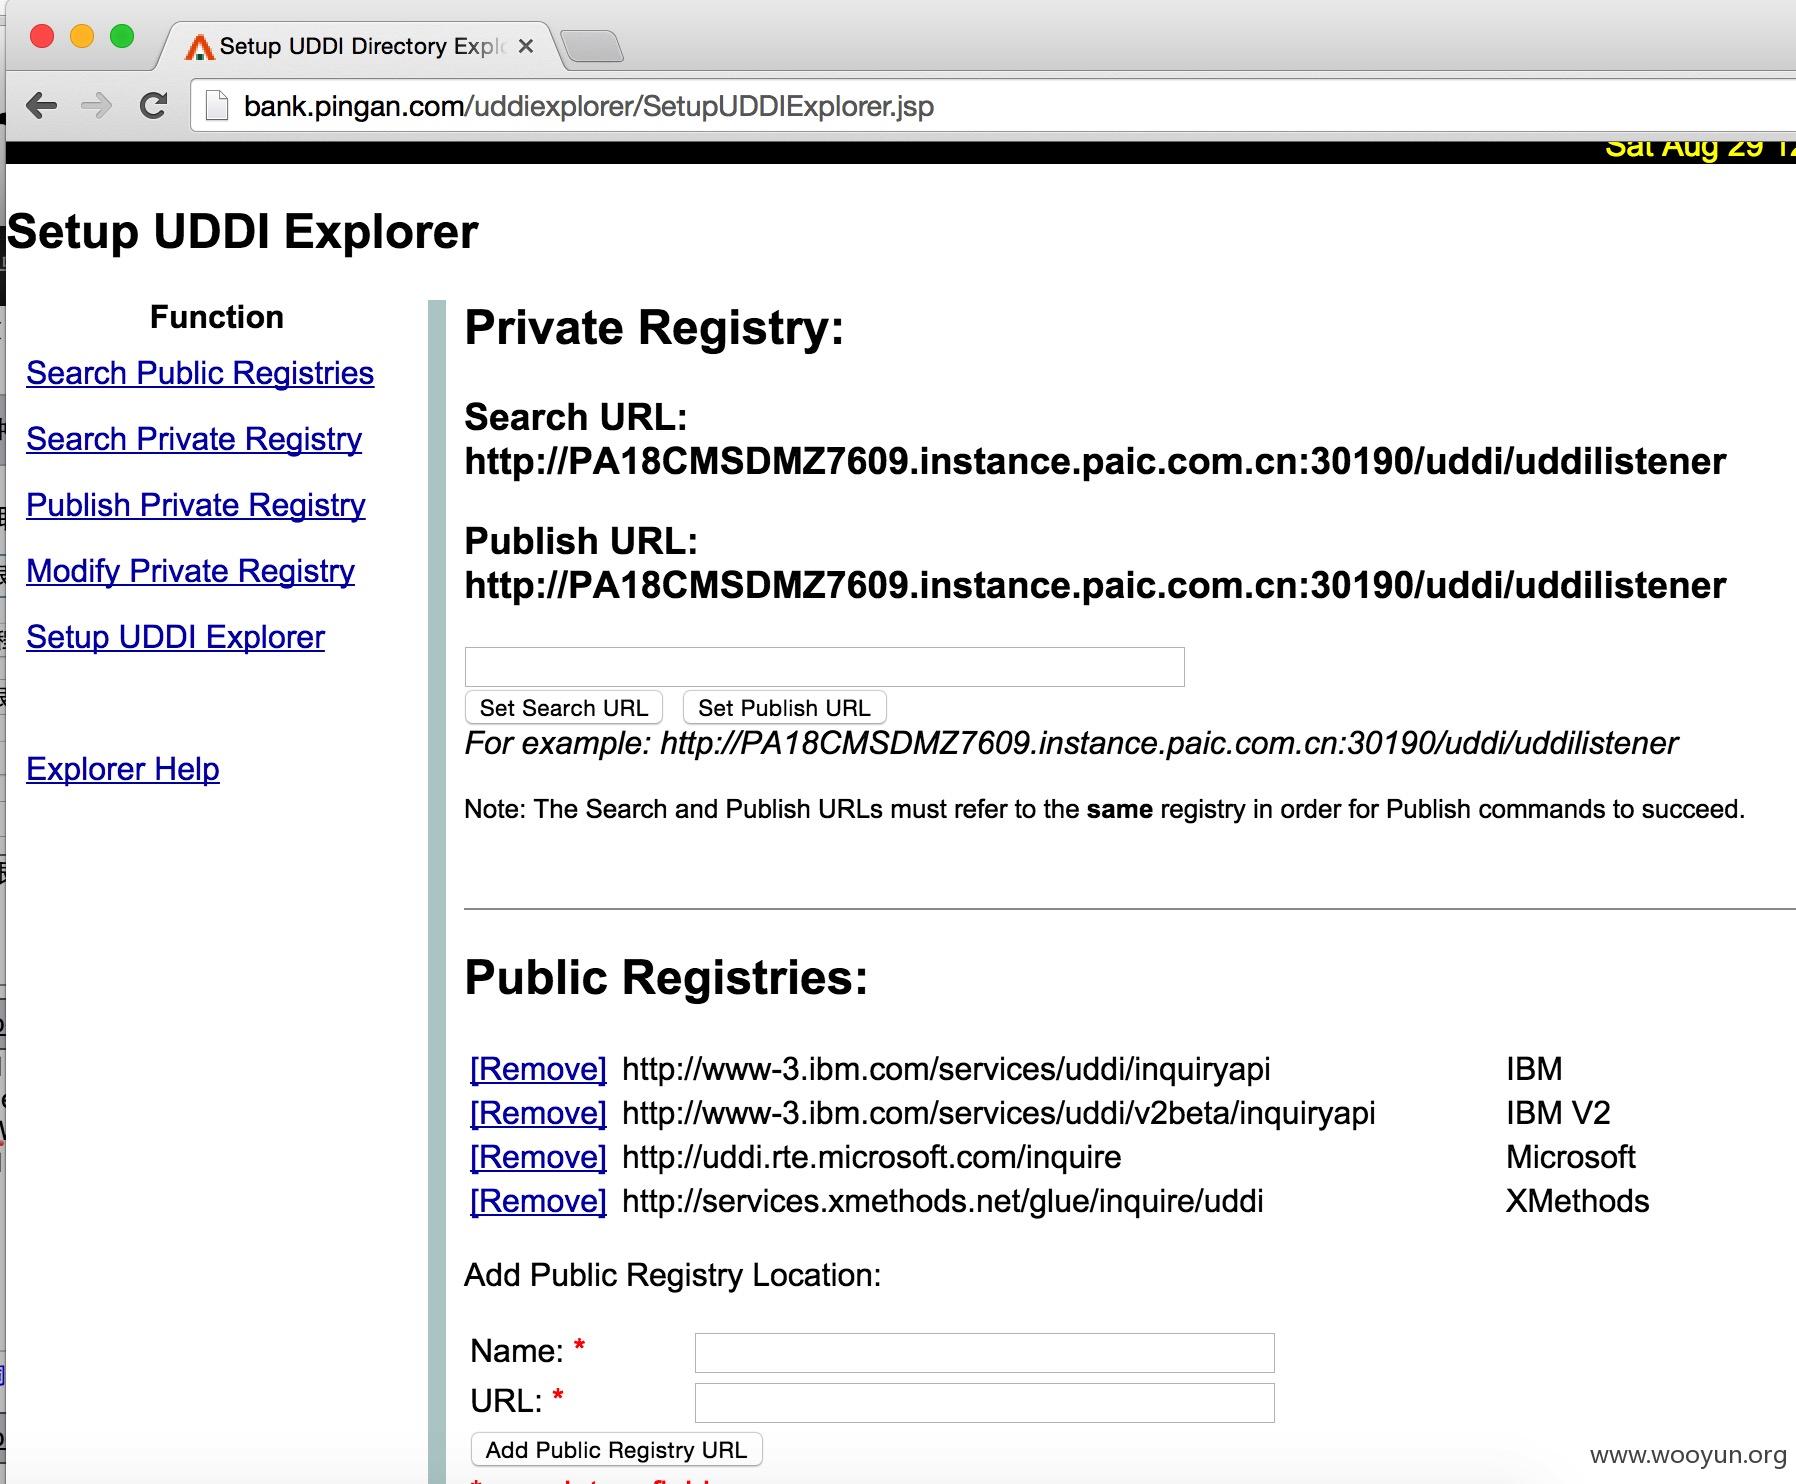 Setup UDDI Directory Explo
bank.pingan.com/uddiexplorer/SetupUDDIExplorer.jsp
Sat Aug 29 12
Setup UDDI Explorer
Function
Search Public Registries
Search Private Registry
Publish Private Registry
Modify Private Registry
Setup UDDI Explorer
Explorer Help
Private Registry:
Search URL:
http://PA18CMSDMZ7609.instance.paic.com.cn:30190/uddi/uddilistener
Publish URL:
http://PA18CMSDMZ7609.instance.paic.com.cn:30190/uddi/uddilistener
Set Search URL Set Publish URL
For example: http://PA18CMSDMZ7609.instance.paic.com.cn:30190/uddi/uddilistener
Note: The Search and Publish URLs must refer to the same registry in order for Publish commands to succeed.
Public Registries:
[Remove] http://www-3.ibm.com/services/uddi/inquiryapi IBM
[Remove] http://www-3.ibm.com/services/uddi/v2beta/inquiryapi IBM V2
[Remove] http://uddi.rte.microsoft.com/inquire Microsoft
[Remove] http://services.xmethods.net/glue/inquire/uddi XMethods
Add Public Registry Location:
Name: *
URL: *
Add Public Registry URL
www.wooyun.org